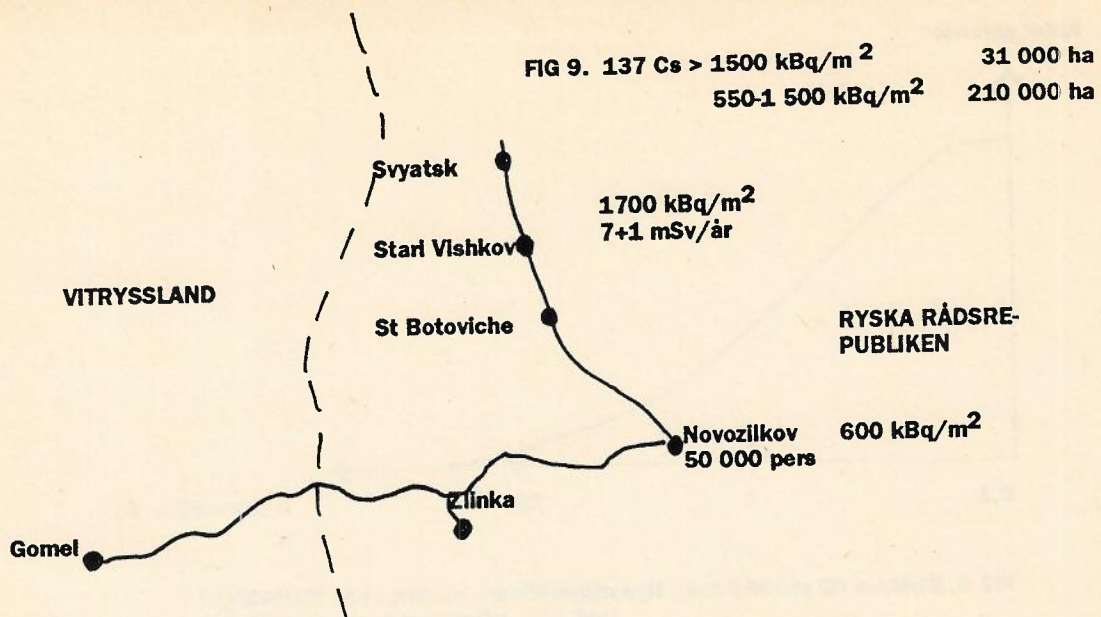 FIG 9. 137 Cs > 1500 kBq/m² 31 000 ha
550-1 500 kBq/m² 210 000 ha
Svyatsk
1700 kBq/m²
7+1 mSv/år
Stari Vishkov
VITRYSSLAND
St Botoviche
RYSKA RÅDSRE-
PUBLIKEN
Novozilkov 600 kBq/m²
50 000 pers
Zlinka
Gomel